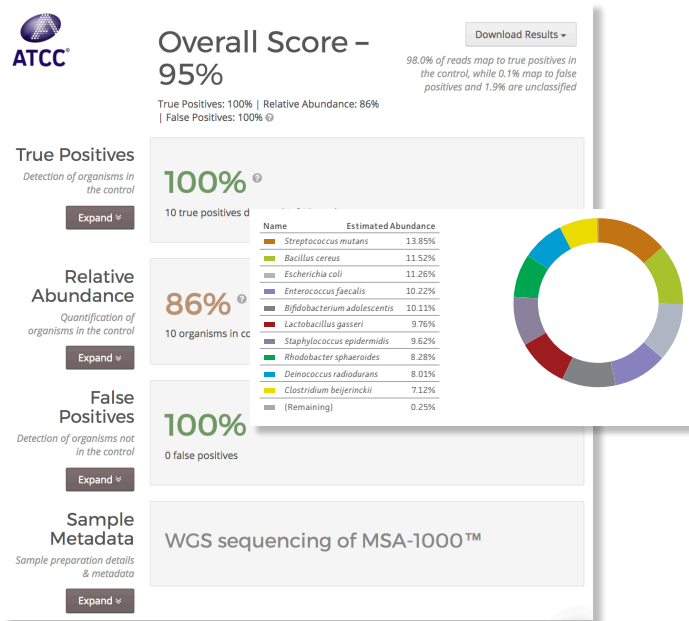 ATCC®
Overall Score –
95%
True Positives: 100% | Relative Abundance: 86%
| False Positives: 100%
Download Results
98.0% of reads map to true positives in
the control, while 0.1% map to false
positives and 1.9% are unclassified
True Positives
Detection of organisms in
the control
Expand
100%
10 true positives d
Relative
Abundance
Quantification of
organisms in the control
Expand
86%
10 organisms in co
Name Estimated Abundance
Streptococcus mutans 13.85%
Bacillus cereus 11.52%
Escherichia coli 11.26%
Enterococcus faecalis 10.22%
Bifidobacterium adolescentis 10.11%
Lactobacillus gasseri 9.76%
Staphylococcus epidermidis 9.62%
Rhodobacter sphaeroides 8.28%
Deinococcus radiodurans 8.01%
Clostridium beijerinckii 7.12%
(Remaining) 0.25%
False
Positives
Detection of organisms not
in the control
Expand
100%
0 false positives
Sample
Metadata
Sample preparation details
& metadata
Expand
WGS sequencing of MSA-1000™